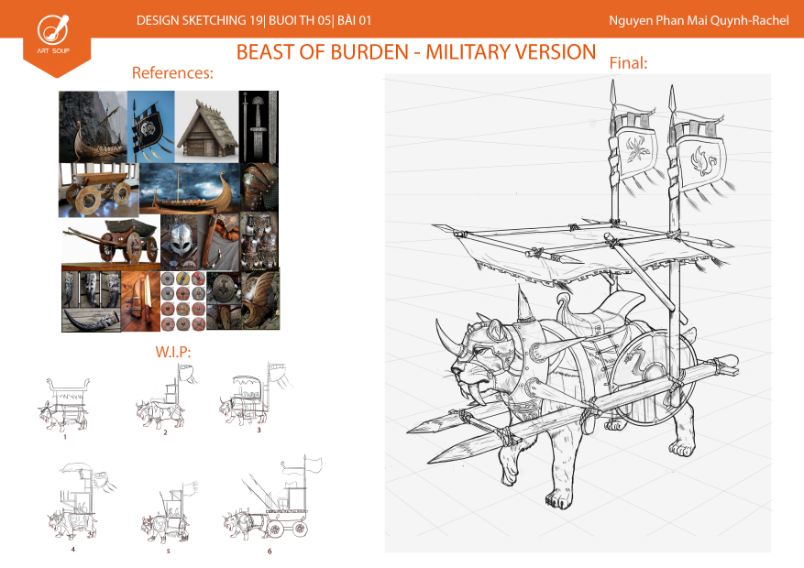 DESIGN SKETCHING 19| BUOI TH 05| BÀI 01
Nguyen Phan Mai Quynh-Rachel
ART SOUP
BEAST OF BURDEN - MILITARY VERSION
References:
Final:
W.I.P:
1
2
3
4
5
6